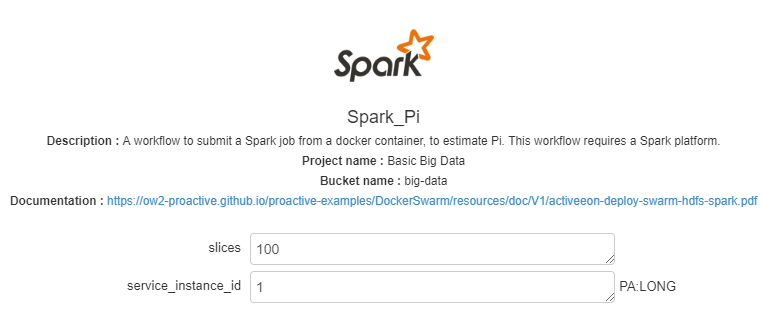 Spark
Spark_Pi
Description : A workflow to submit a Spark job from a docker container, to estimate Pi. This workflow requires a Spark platform.
Project name : Basic Big Data
Bucket name : big-data
Documentation : https://ow2-proactive.github.io/proactive-examples/DockerSwarm/resources/doc/V1/activeeon-deploy-swarm-hdfs-spark.pdf
slices 100
service_instance_id 1 PA:LONG